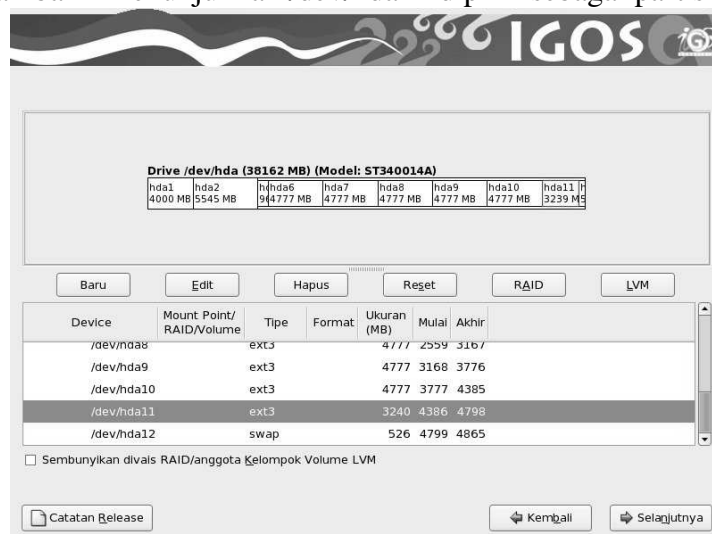 IGOS
Drive /dev/hda (38162 MB) (Model: ST340014A)
hda1 hda2 hda6 hda7 hda8 hda9 hda10 hda11
4000 MB 5545 MB 4777 MB 4777 MB 4777 MB 4777 MB 4777 MB 3239 M
Baru Edit Hapus Reset RAID LVM
Device Mount Point/ RAID/Volume Tipe Format Ukuran (MB) Mulai Akhir
/dev/hda8 ext3 4777 2559 3167
/dev/hda9 ext3 4777 3168 3776
/dev/hda10 ext3 4777 3777 4385
/dev/hda11 ext3 3240 4386 4798
/dev/hda12 swap 526 4799 4865
Sembunyikan divais RAID/anggota Kelompok Volume LVM
Catatan Release Kembali Selanjutnya